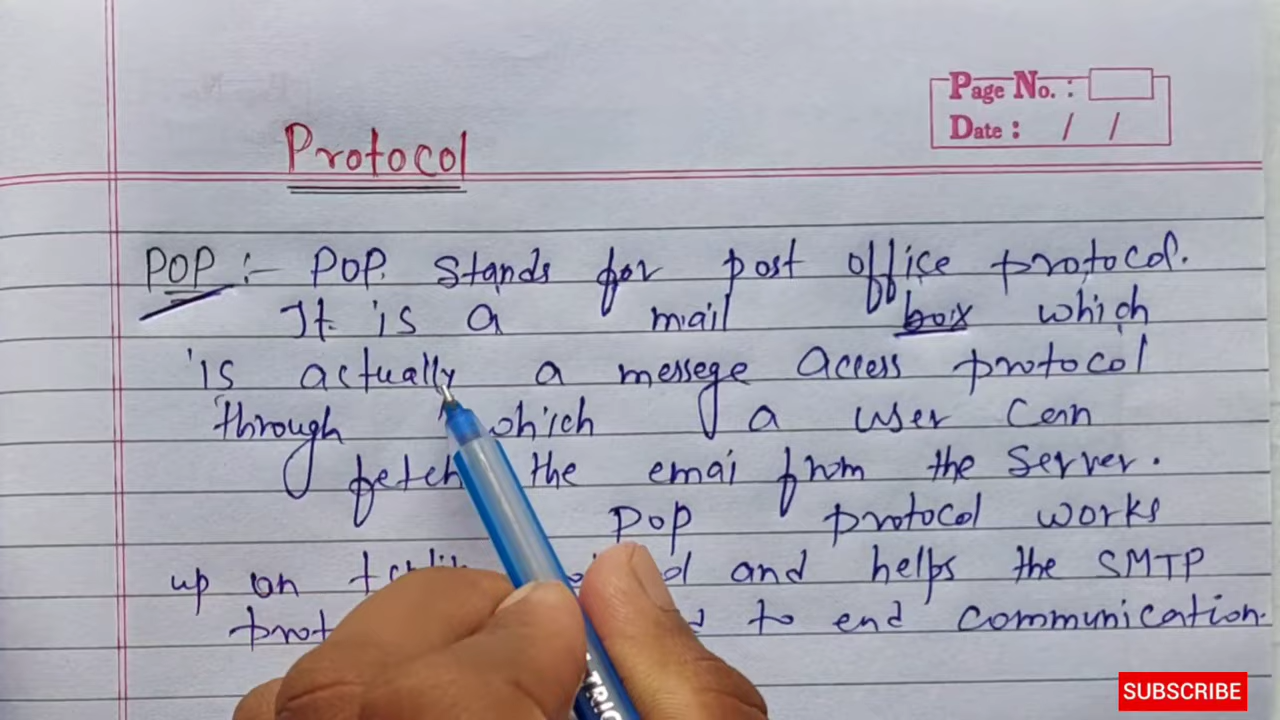 Page No. :
Date : / /
Protocol
POP :- POP. stands for post office protocol.
It is a mail box which
is actually a messege access protocol
through which a user can
fetch the emai from the server.
POP protocol works
up on and helps the SMTP
to end communication.
SUBSCRIBE